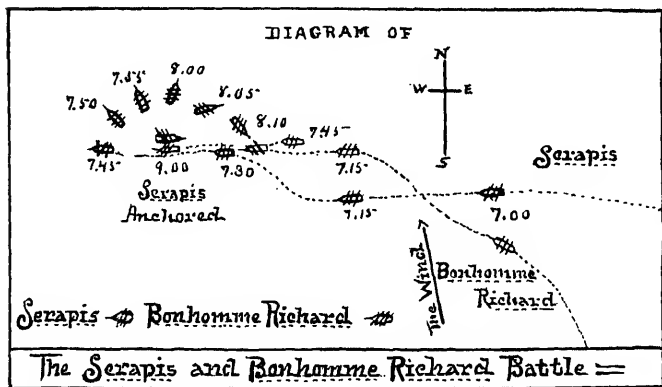 DIAGRAM OF
N
W E
S
8.00
7.55
8.05
7.50
8.10
7.45
7.45
9.00
7.30
7.15
Serapis
Serapis
Anchored
7.15
7.00
The Wind
Bonhomme
Richard
Serapis Bonhomme Richard
The Serapis and Bonhomme Richard Battle